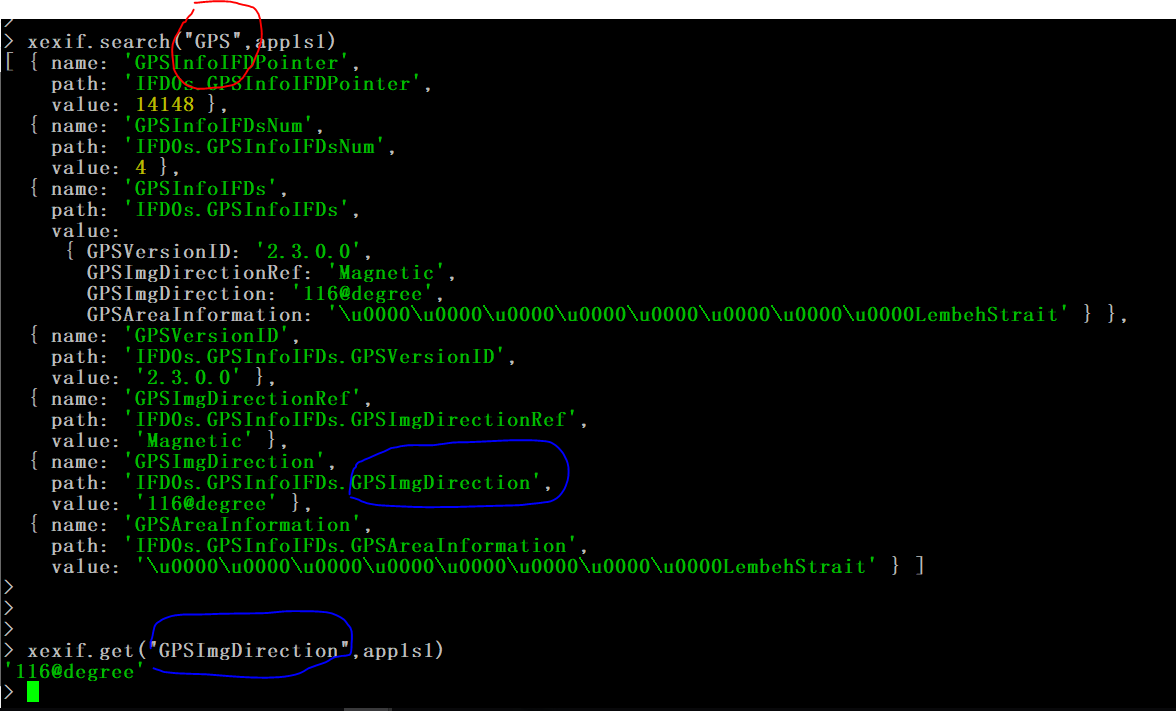 >
> xexif.search("GPS",app1s1)
[ { name: 'GPSInfoIFDPointer',
path: 'IFD0s.GPSInfoIFDPointer',
value: 14148 },
{ name: 'GPSInfoIFDsNum',
path: 'IFD0s.GPSInfoIFDsNum',
value: 4 },
{ name: 'GPSInfoIFDs',
path: 'IFD0s.GPSInfoIFDs',
value:
{ GPSVersionID: '2.3.0.0',
GPSImgDirectionRef: 'Magnetic',
GPSImgDirection: '116@degree',
GPSAreaInformation: '\u0000\u0000\u0000\u0000\u0000\u0000\u0000\u0000LembehStrait' } },
{ name: 'GPSVersionID',
path: 'IFD0s.GPSInfoIFDs.GPSVersionID',
value: '2.3.0.0' },
{ name: 'GPSImgDirectionRef',
path: 'IFD0s.GPSInfoIFDs.GPSImgDirectionRef',
value: 'Magnetic' },
{ name: 'GPSImgDirection',
path: 'IFD0s.GPSInfoIFDs.GPSImgDirection',
value: '116@degree' },
{ name: 'GPSAreaInformation',
path: 'IFD0s.GPSInfoIFDs.GPSAreaInformation',
value: '\u0000\u0000\u0000\u0000\u0000\u0000\u0000\u0000LembehStrait' } ]
>
>
>
> xexif.get("GPSImgDirection",app1s1)
'116@degree'
>